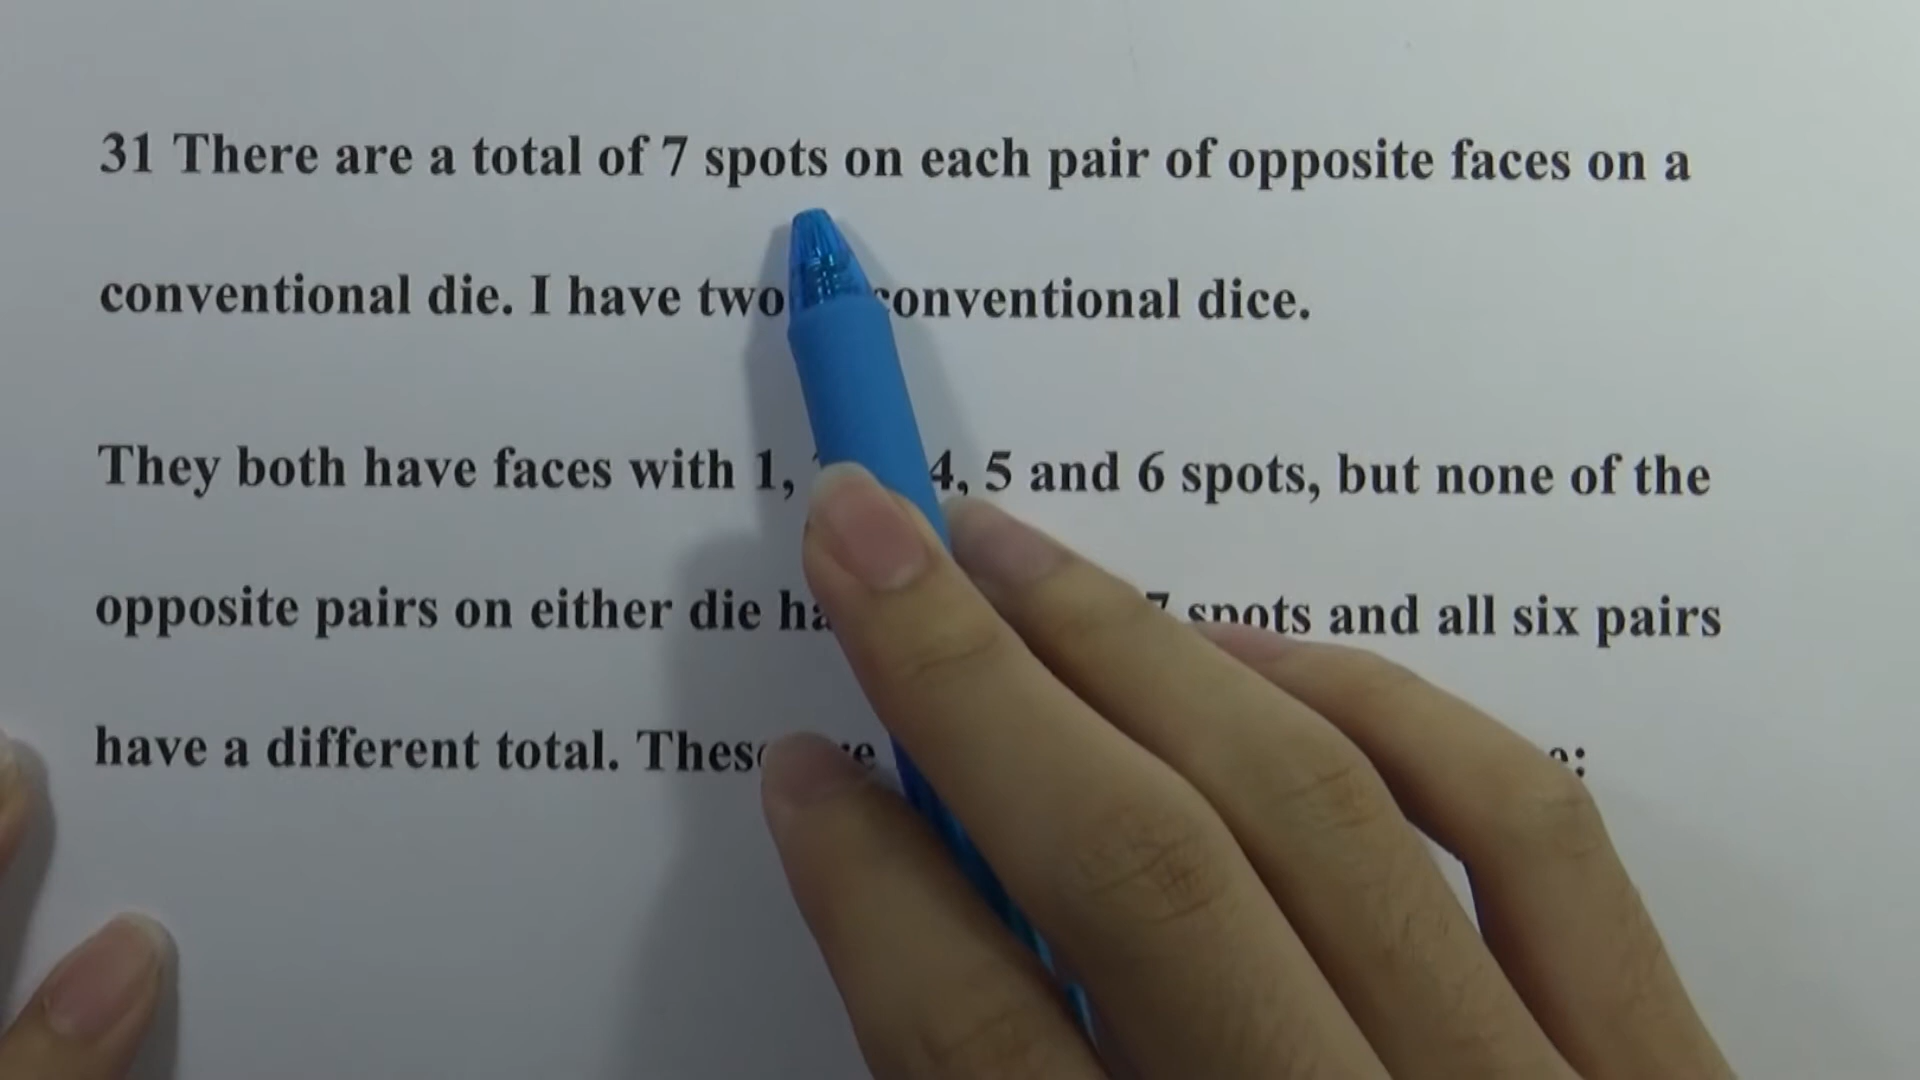 31 There are a total of 7 spots on each pair of opposite faces on a
conventional die. I have two conventional dice.
They both have faces with 1, 4, 5 and 6 spots, but none of the
opposite pairs on either die 7 spots and all six pairs
have a different total. These